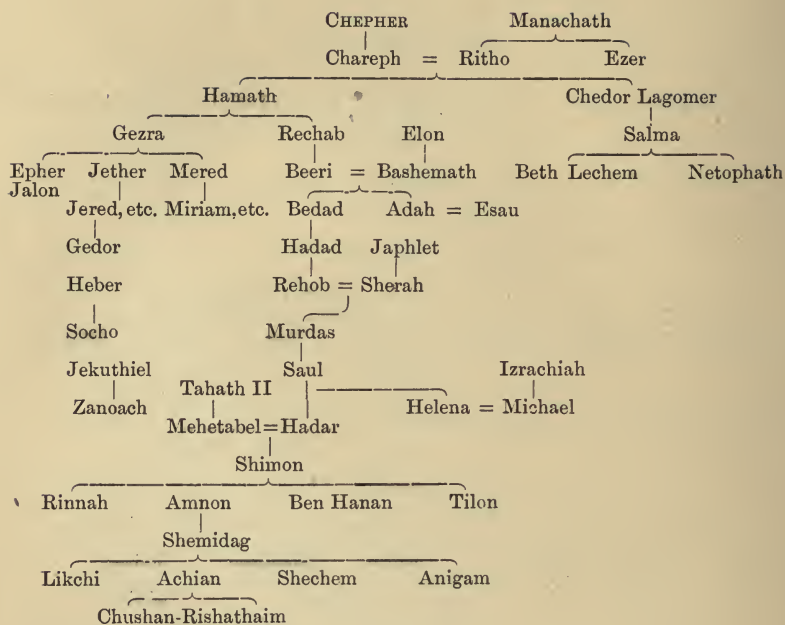 CHEPHER Manachath
Chareph = Ritho Ezer
Hamath Chedor Lagomer
Gezra Rechab Elon Salma
Epher Jether Mered Beeri = Bashemath Beth Lechem Netophath
Jalon
Jered, etc. Miriam, etc. Bedad Adah = Esau
Gedor Hadad Japhlet
Heber Rehob = Sherah
Socho Murdas
Jekuthiel Saul Izrachiah
Tahath II
Zanoach Helena = Michael
Mehetabel=Hadar
Shimon
Rinnah Amnon Ben Hanan Tilon
Shemidag
Likchi Achian Shechem Anigam
Chushan-Rishathaim